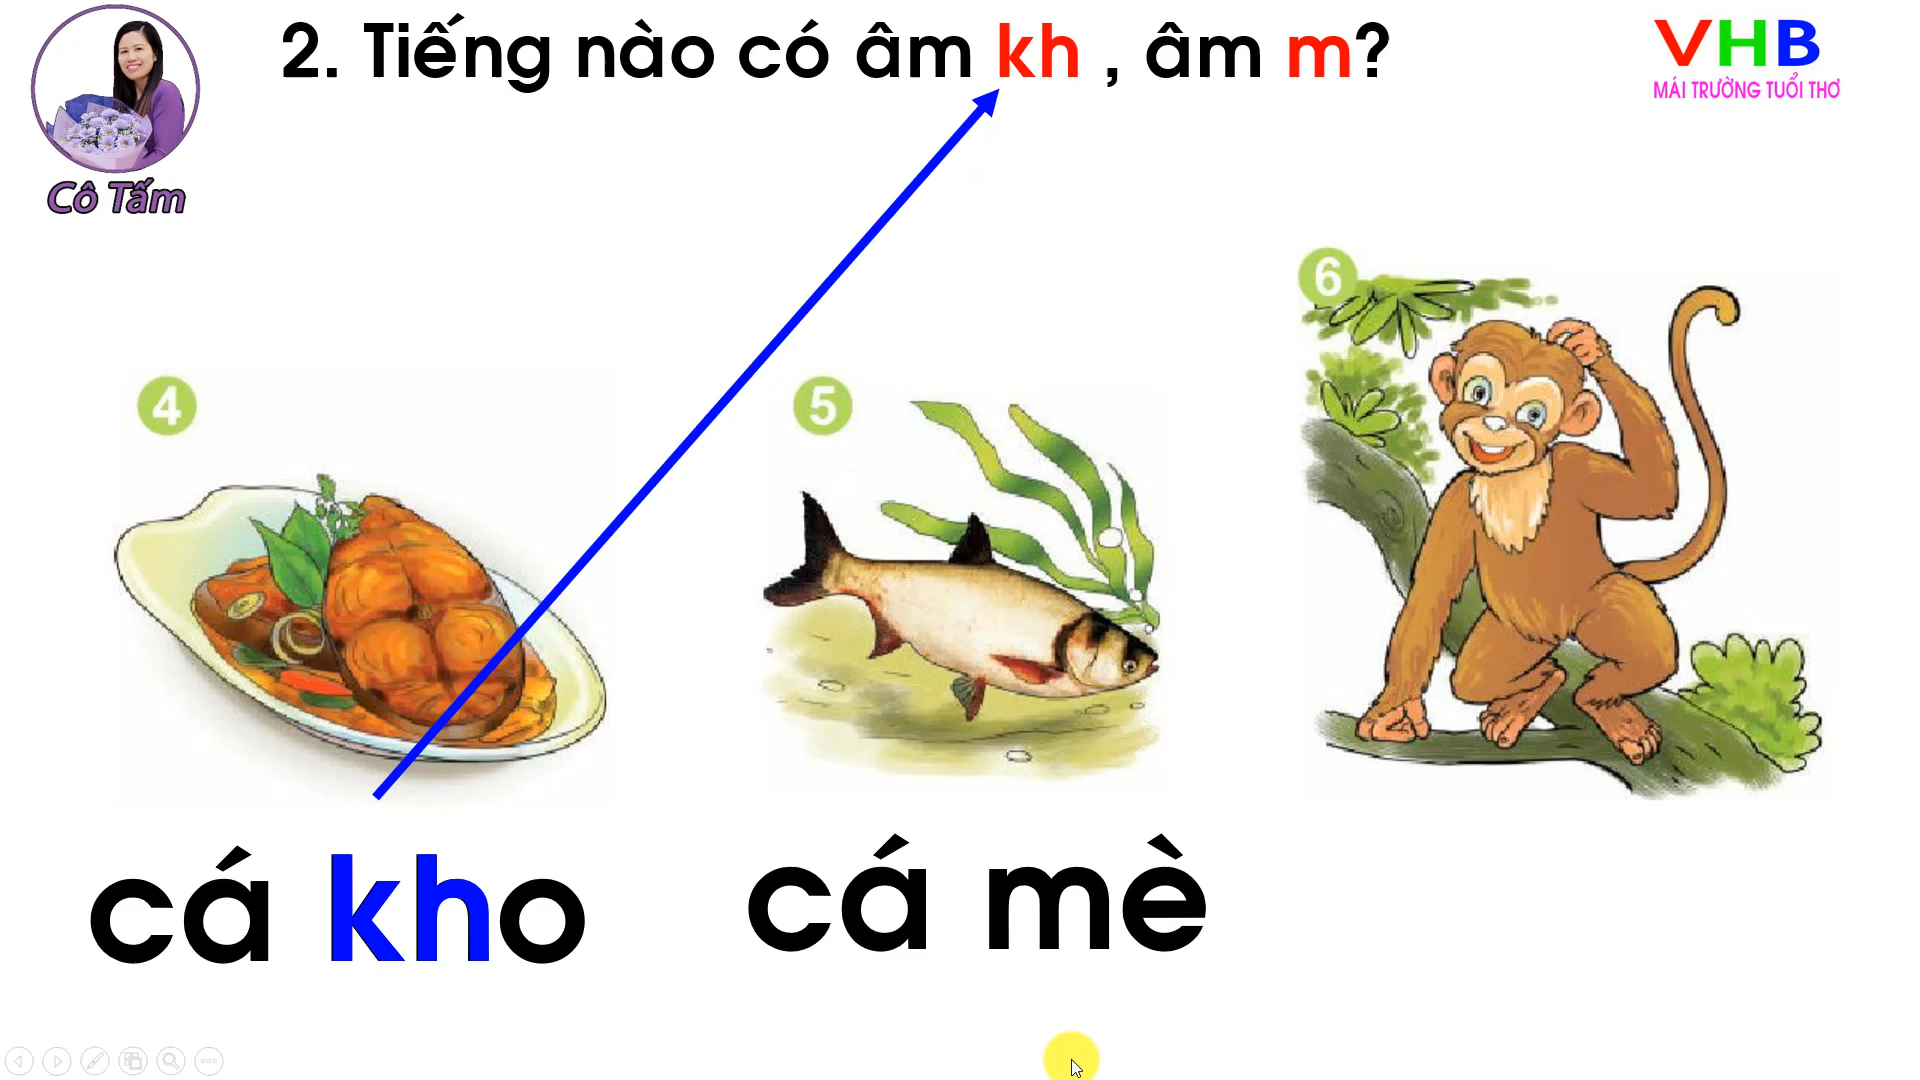 2. Tiếng nào có âm kh , âm m?
VHB
MÁI TRƯỜNG TUỔI THƠ
Cô Tấm
4
5
6
cá kho
cá mè